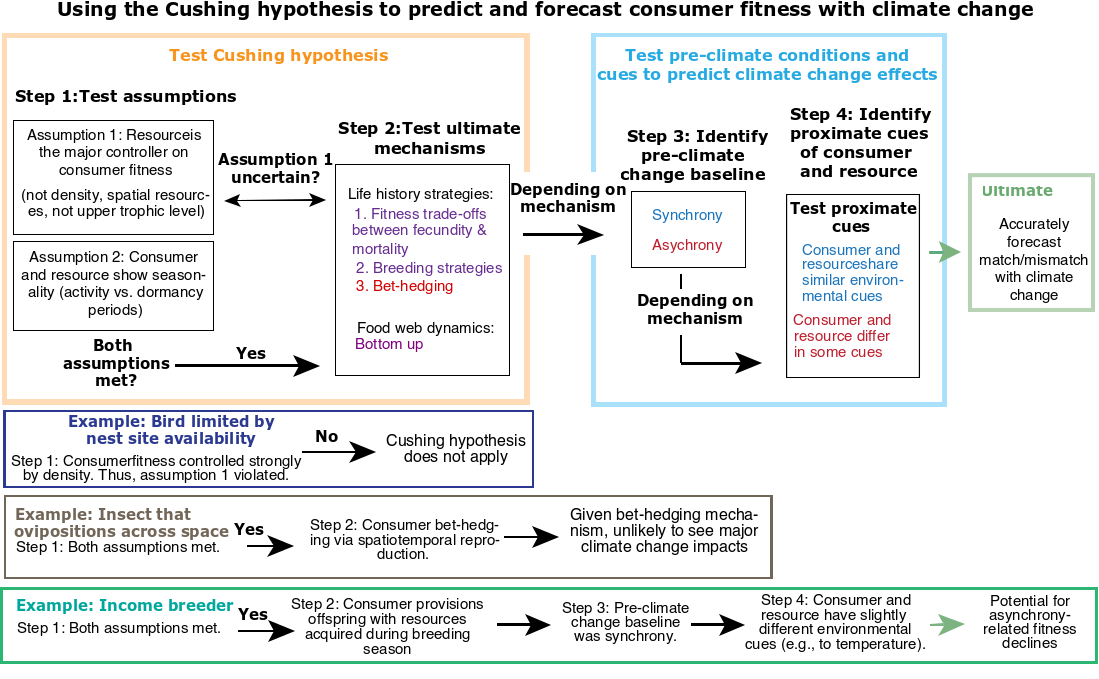 Using the Cushing hypothesis to predict and forecast consumer fitness with climate change
Test Cushing hypothesis
Step 1:Test assumptions
Assumption 1: Resourceis
the major controller on
consumer fitness
(not density, spatial resourc-
es, not upper trophic level)
Assumption 2: Consumer
and resource show season-
ality (activity vs. dormancy
periods)
Both
assumptions
met?
Yes
Assumption 1
uncertain?
Step 2:Test ultimate
mechanisms
Life history strategies:
1. Fitness trade-offs
between fecundity &
mortality
2. Breeding strategies
3. Bet-hedging
Food web dynamics:
Bottom up
Depending on
mechanism
Test pre-climate conditions and
cues to predict climate change effects
Step 3: Identify
pre-climate
change baseline
Synchrony
Asychrony
Depending on
mechanism
Step 4: Identify
proximate cues
of consumer
and resource
Test proximate
cues
Consumer and
resourceshare
similar environ-
mental cues
Consumer and
resource differ
in some cues
Ultimate
Accurately
forecast
match/mismatch
with climate
change
Example: Bird limited by
nest site availability
Step 1: Consumerfitness controlled strongly
by density. Thus, assumption 1 violated.
No
Cushing hypothesis
does not apply
Example: Insect that
ovipositions across space
Step 1: Both assumptions met.
Yes
Step 2: Consumer bet-hedg-
ing via spatiotemporal repro-
duction.
Given bet-hedging mecha-
nism, unlikely to see major
climate change impacts
Example: Income breeder
Step 1: Both assumptions met.
Yes
Step 2: Consumer provisions
offspring with resources
acquired during breeding
season
Step 3: Pre-climate
change baseline
was synchrony.
Step 4: Consumer and
resource have slightly
different environmental
cues (e.g., to temperature).
Potential for
asynchrony-
related fitness
declines